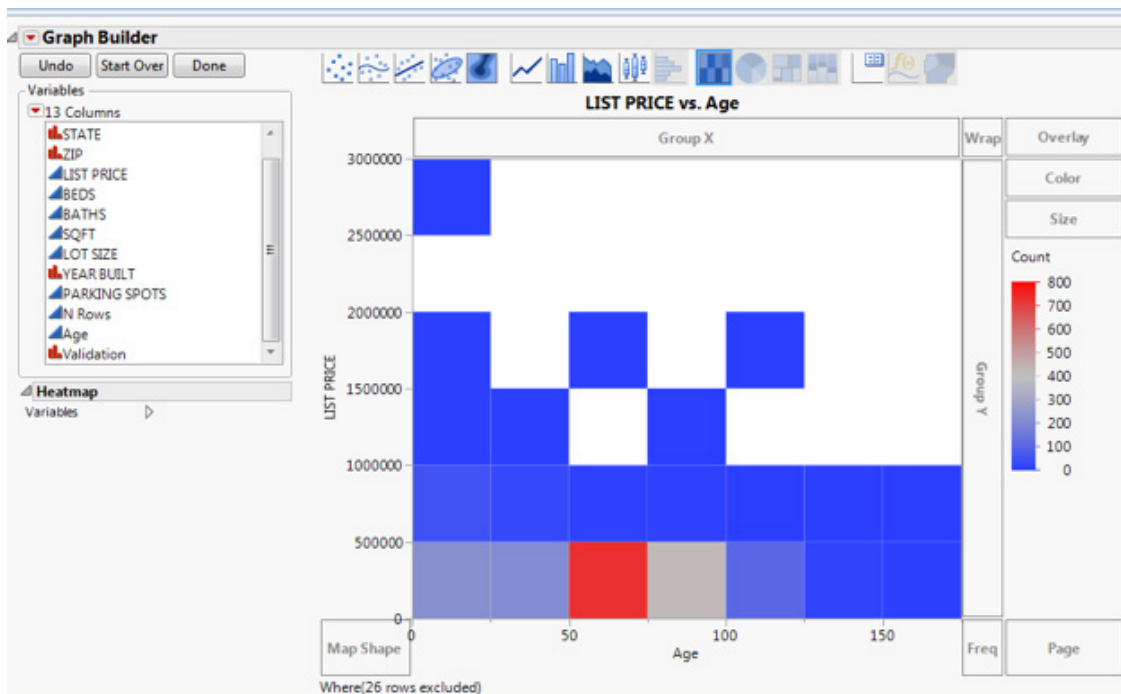 Graph Builder
Undo Start Over Done
Variables
13 Columns
STATE
ZIP
LIST PRICE
BEDS
BATHS
SQFT
LOT SIZE
YEAR BUILT
PARKING SPOTS
N Rows
Age
Validation
Heatmap
Variables
LIST PRICE vs. Age
Group X
Wrap
Overlay
Color
Size
Count
800
700
600
500
400
300
200
100
0
3000000
2500000
2000000
1500000
1000000
500000
0
LIST PRICE
Group Y
0 50 100 150
Age
Map Shape
Freq
Page
Where(26 rows excluded)